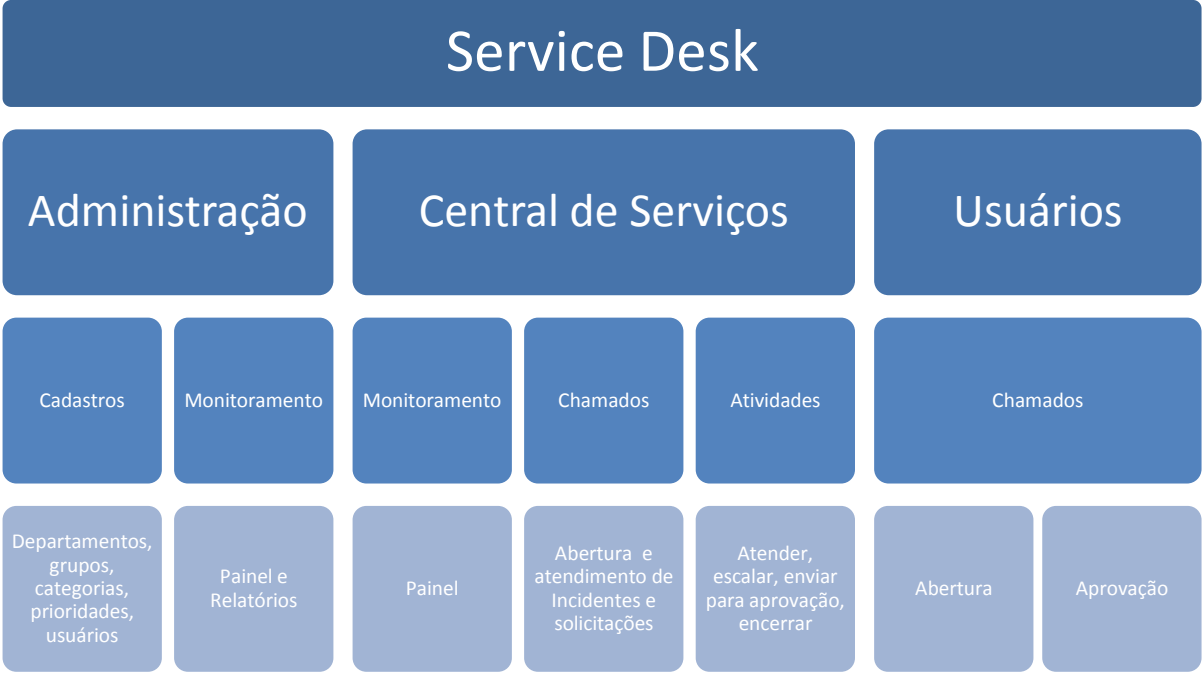 Service Desk
Administração
Central de Serviços
Usuários
Cadastros
Monitoramento
Monitoramento
Chamados
Atividades
Chamados
Departamentos,
grupos,
categorias,
prioridades,
usuários
Painel e
Relatórios
Painel
Abertura e
atendimento de
Incidentes e
solicitações
Atender,
escalar, enviar
para aprovação,
encerrar
Abertura
Aprovação